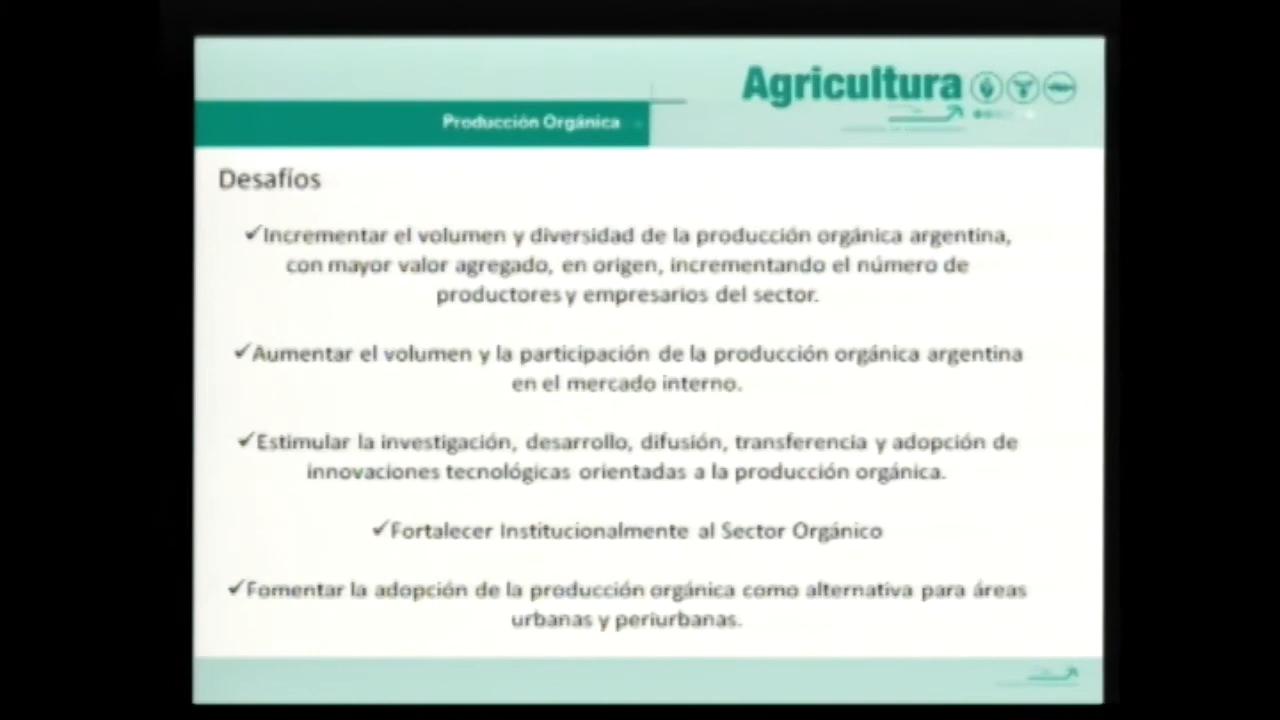 Agricultura
Producción Orgánica
Desafíos
✓Incrementar el volumen y diversidad de la producción orgánica argentina,
con mayor valor agregado, en origen, incrementando el número de
productores y empresarios del sector.
✓Aumentar el volumen y la participación de la producción orgánica argentina
en el mercado interno.
✓Estimular la investigación, desarrollo, difusión, transferencia y adopción de
innovaciones tecnológicas orientadas a la producción orgánica.
✓Fortalecer Institucionalmente al Sector Orgánico
✓Fomentar la adopción de la producción orgánica como alternativa para áreas
urbanas y periurbanas.